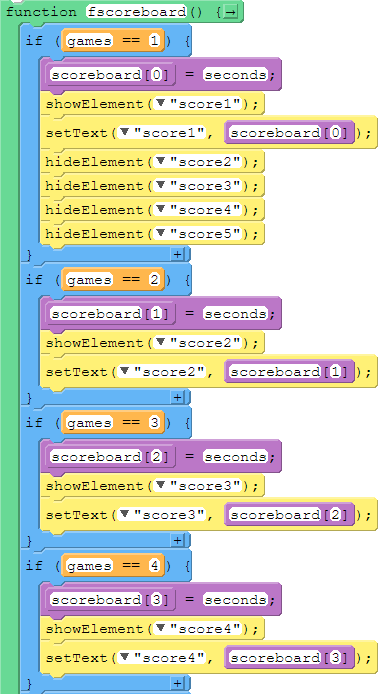 function fscoreboard() {→
if (games == 1) {
scoreboard[0] = seconds;
showElement(▼"score1");
setText(▼"score1", scoreboard[0]);
hideElement(▼"score2");
hideElement(▼"score3");
hideElement(▼"score4");
hideElement(▼"score5");
} +
if (games == 2) {
scoreboard[1] = seconds;
showElement(▼"score2");
setText(▼"score2", scoreboard[1]);
} +
if (games == 3) {
scoreboard[2] = seconds;
showElement(▼"score3");
setText(▼"score3", scoreboard[2]);
} +
if (games == 4) {
scoreboard[3] = seconds;
showElement(▼"score4");
setText(▼"score4", scoreboard[3]);
} +